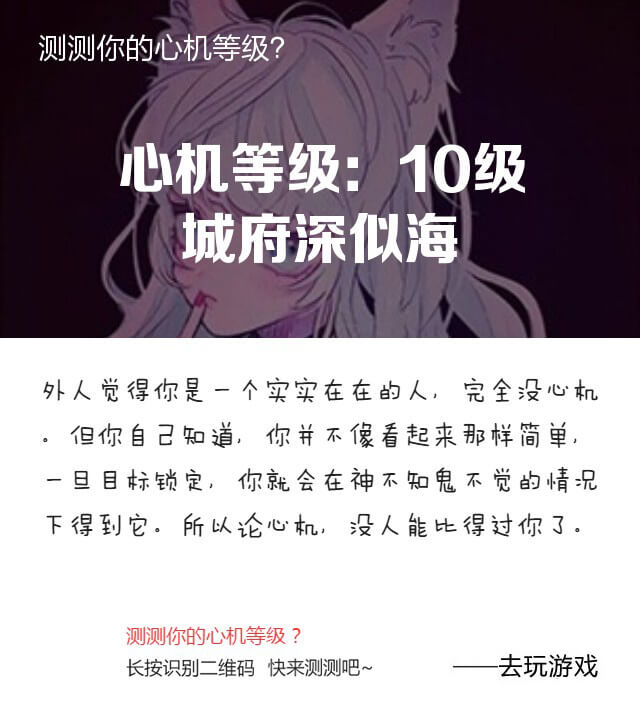 测测你的心机等级?
心机等级：10级
城府深似海
外人觉得你是一个实实在在的人，完全没心机
。但你自己知道，你并不像看起来那样简单，
一旦目标锁定，你就会在神不知鬼不觉的情况
下得到它。所以论心机，没人能比得过你了。
测测你的心机等级？
长按识别二维码 快来测测吧~
——去玩游戏